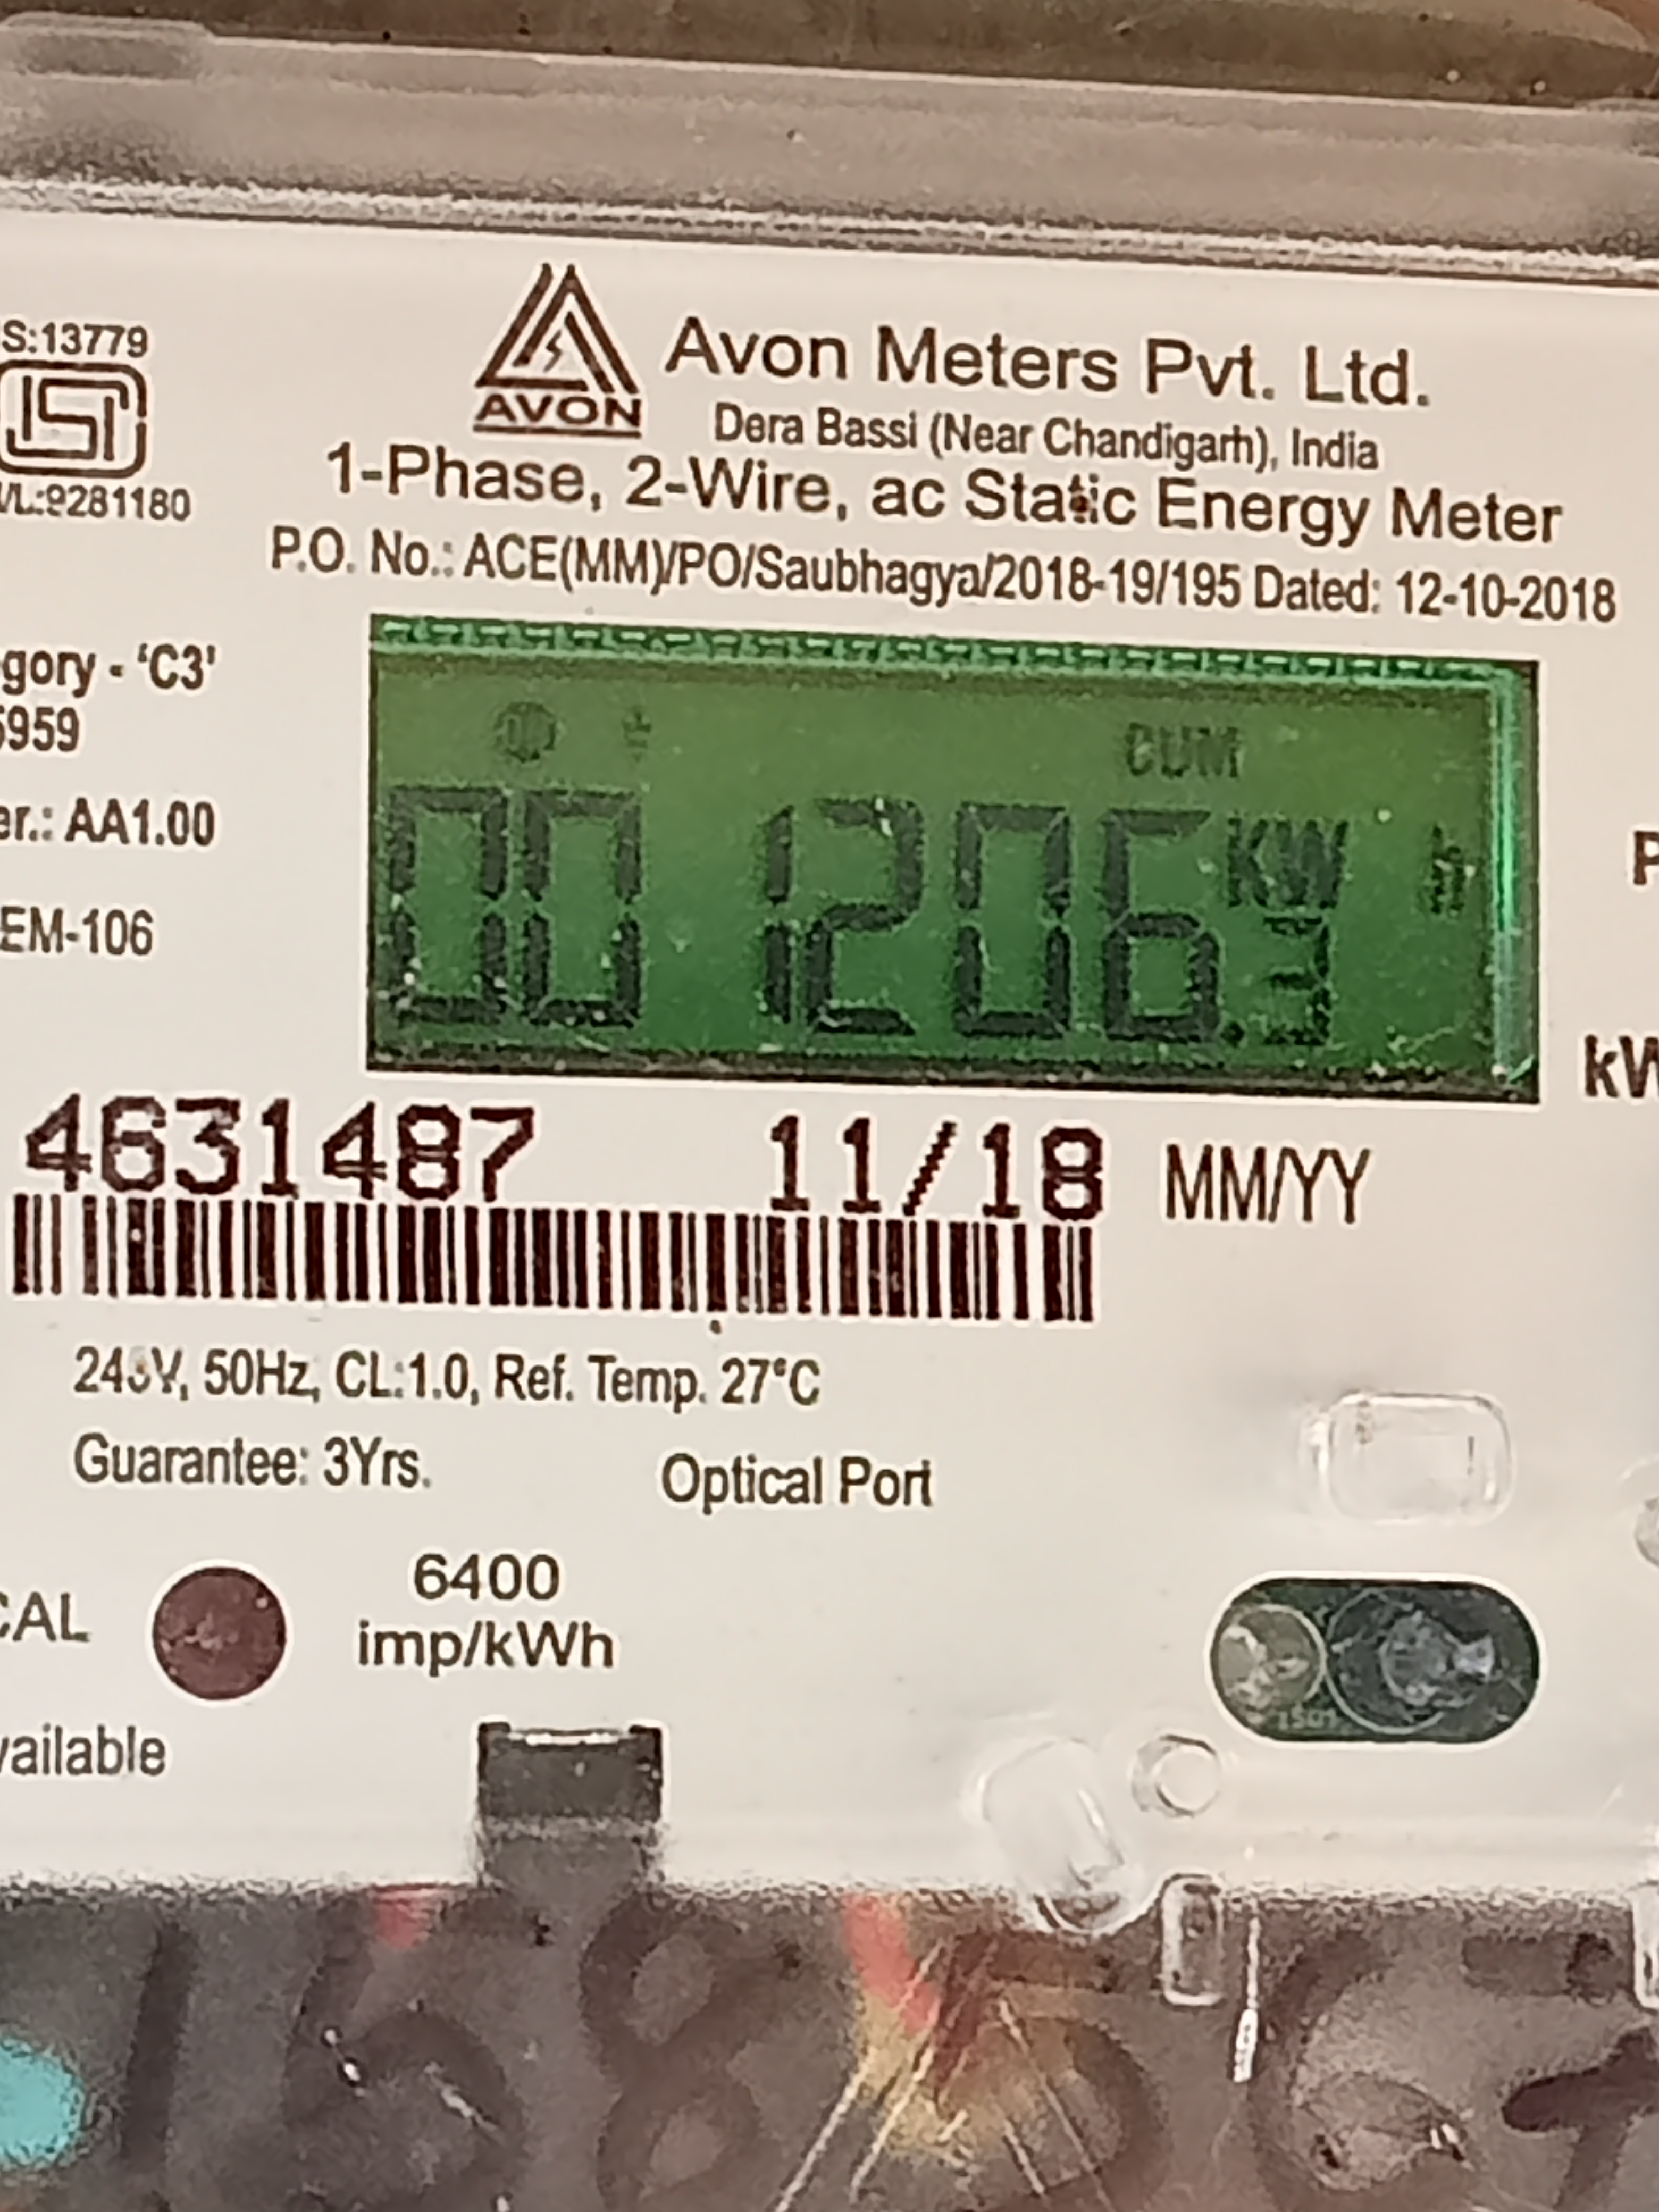 S:13779
AVON
Avon Meters Pvt. Ltd.
Dera Bassi (Near Chandigarh), India
/L:9281180
1-Phase, 2-Wire, ac Static Energy Meter
P.O. No.: ACE(MM)/PO/Saubhagya/2018-19/195 Dated: 12-10-2018
gory - 'C3'
5959
er.: AA1.00
EM-106
CUM
001206.3 KW h
P
kW
4631487 11/18 MM/YY
240V, 50Hz, CL:1.0, Ref. Temp. 27°C
Guarantee: 3Yrs. Optical Port
CAL
6400
imp/kWh
vailable